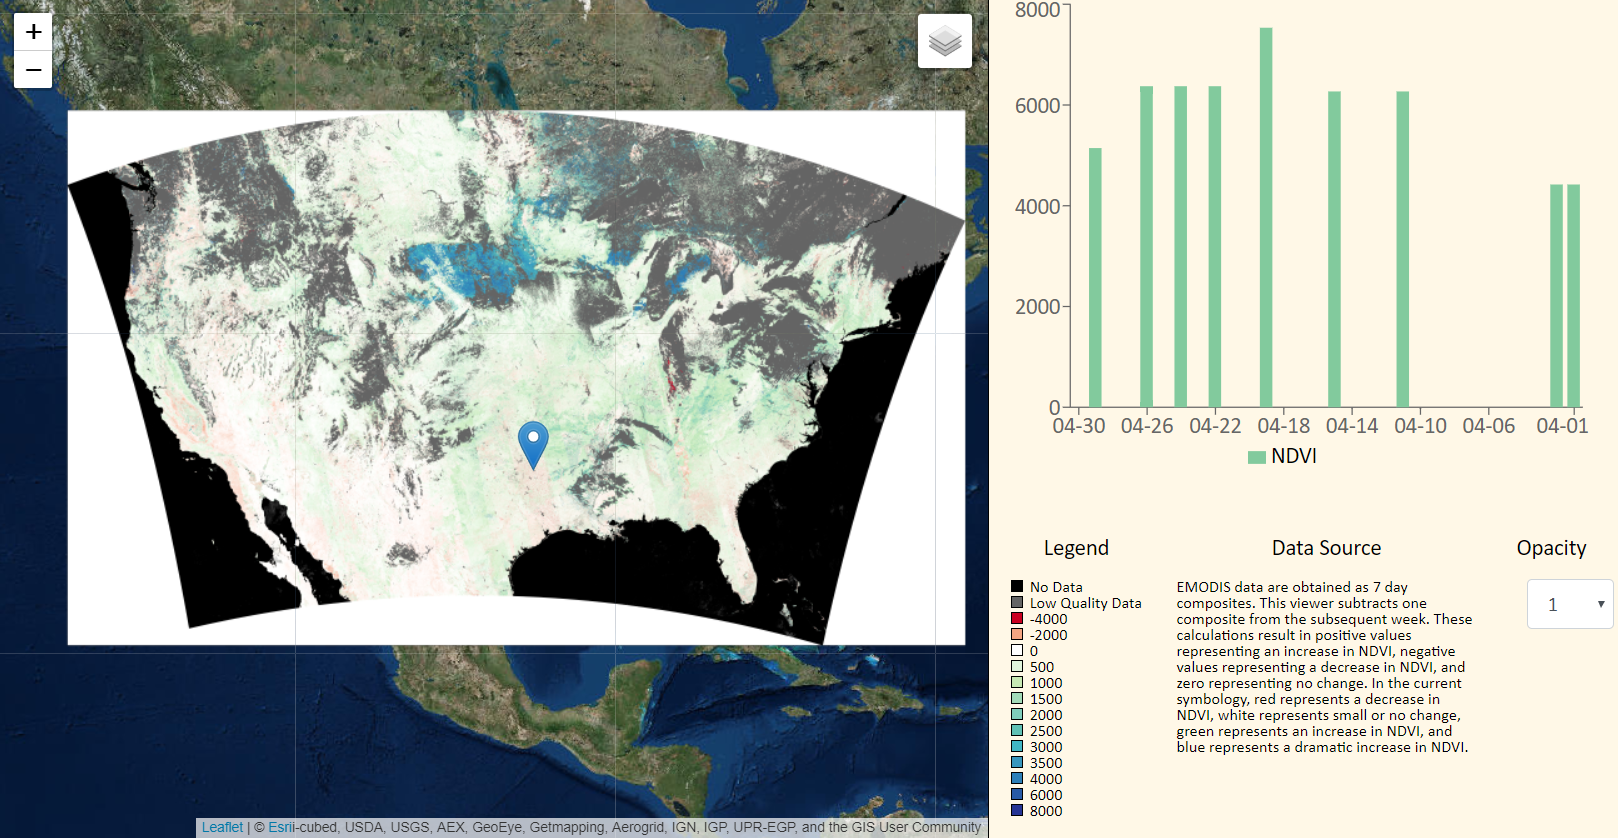 +
−
8000
6000
4000
2000
0
04-30 04-26 04-22 04-18 04-14 04-10 04-06 04-01
NDVI
Legend
No Data
Low Quality Data
-4000
-2000
0
500
1000
1500
2000
2500
3000
3500
4000
6000
8000
Data Source
EMODIS data are obtained as 7 day
composites. This viewer subtracts one
composite from the subsequent week. These
calculations result in positive values
representing an increase in NDVI, negative
values representing a decrease in NDVI, and
zero representing no change. In the current
symbology, red represents a decrease in
NDVI, white represents small or no change,
green represents an increase in NDVI, and
blue represents a dramatic increase in NDVI.
Opacity
1
Leaflet | © Esrii-cubed, USDA, USGS, AEX, GeoEye, Getmapping, Aerogrid, IGN, IGP, UPR-EGP, and the GIS User Community